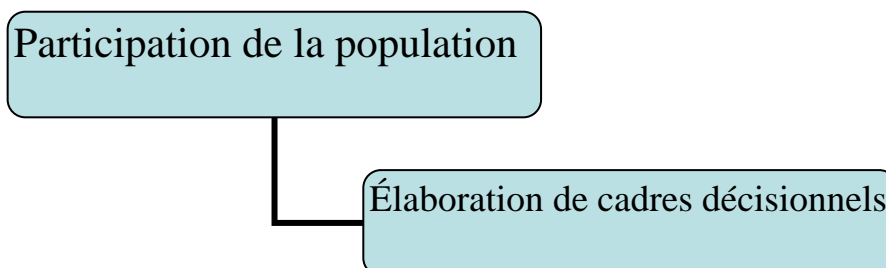 Participation de la population
Élaboration de cadres décisionnels